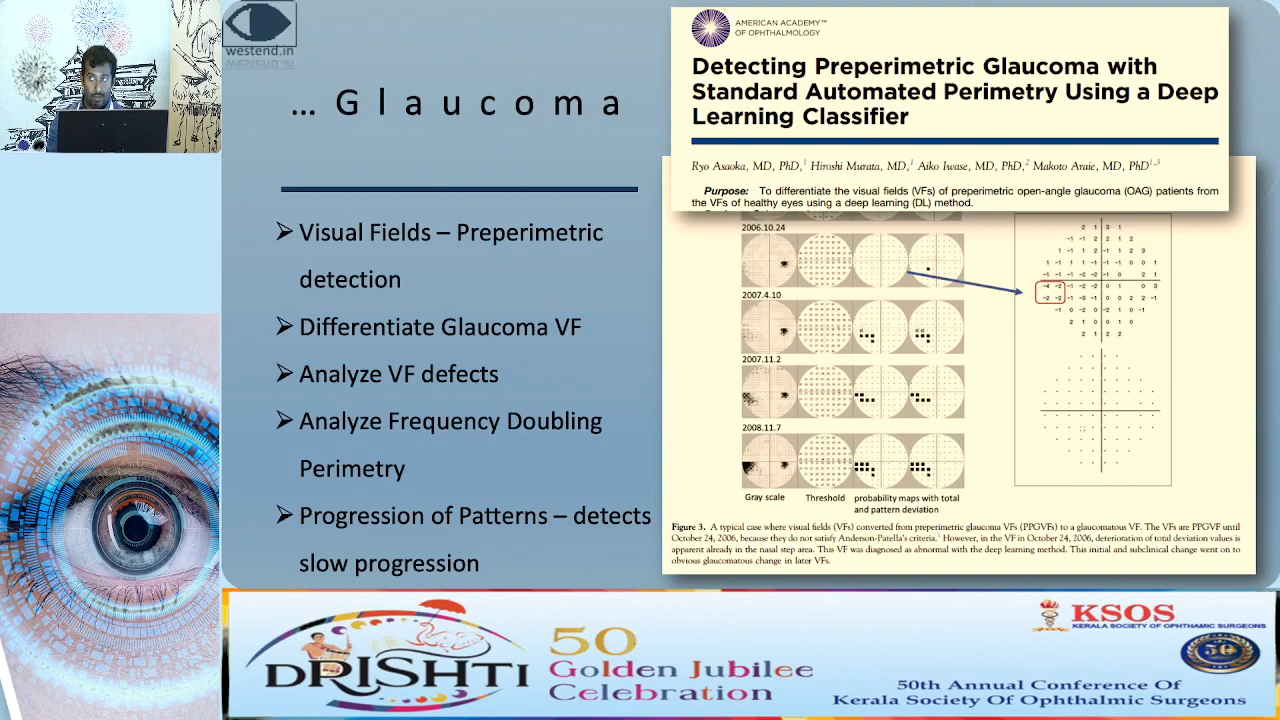 westend.in
... Glaucoma
➢ Visual Fields – Preperimetric
detection
➢ Differentiate Glaucoma VF
➢ Analyze VF defects
➢ Analyze Frequency Doubling
Perimetry
➢ Progression of Patterns – detects
slow progression
AMERICAN ACADEMY™
OF OPHTHALMOLOGY
Detecting Preperimetric Glaucoma with
Standard Automated Perimetry Using a Deep
Learning Classifier
Ryo Asaoka, MD, PhD,1 Hiroshi Murata, MD,1 Aiko Iwase, MD, PhD,2 Makoto Araie, MD, PhD1,3
Purpose: To differentiate the visual fields (VFs) of preperimetric open-angle glaucoma (OAG) patients from
the VFs of healthy eyes using a deep learning (DL) method.
2006.10.24
2007.4.10
2007.11.2
2008.11.7
Gray scale Threshold probability maps with total
and pattern deviation
Figure 3. A typical case where visual fields (VFs) converted from preperimetric glaucoma VFs (PPGVFs) to a glaucomatous VF. The VFs are PPGVF until
October 24, 2006, because they do not satisfy Anderson-Patella's criteria.1 However, in the VF in October 24, 2006, deterioration of total deviation values is
apparent already in the nasal step area. This VF was diagnosed as abnormal with the deep learning method. This initial and subclinical change went on to
obvious glaucomatous change in later VFs.
DRISHTI
50
Golden Jubilee
Celebration
KSOS
KERALA SOCIETY OF OPHTHAMIC SURGEONS
50
50th Annual Conference Of
Kerala Society Of Ophthalmic Surgeons